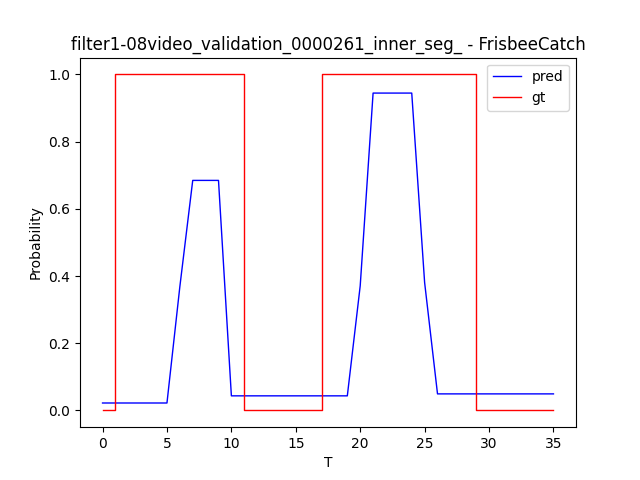 filter1-08video_validation_0000261_inner_seg_ - FrisbeeCatch
pred
gt
1.0
0.8
0.6
0.4
0.2
0.0
Probability
0 5 10 15 20 25 30 35
T